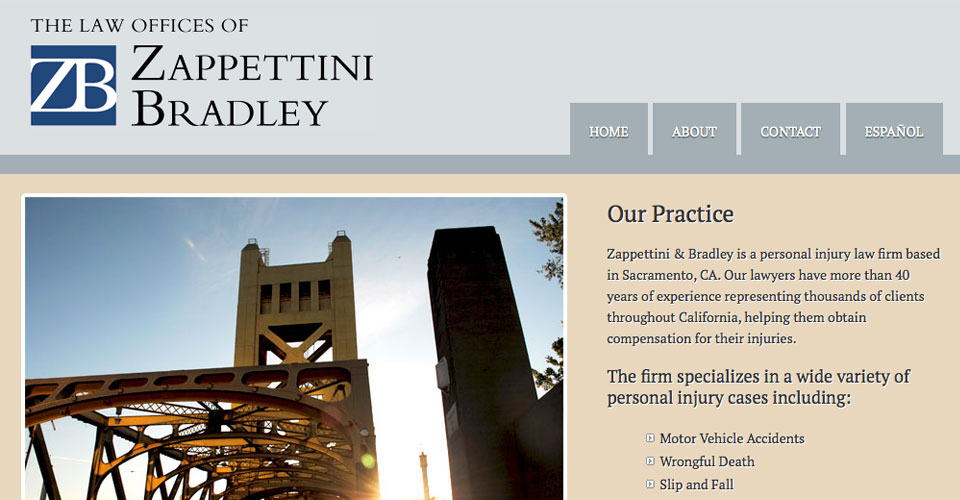 THE LAW OFFICES OF
ZB
ZAPPETTINI
BRADLEY
HOME
ABOUT
CONTACT
ESPAÑOL
Our Practice
Zappettini & Bradley is a personal injury law firm based
in Sacramento, CA. Our lawyers have more than 40
years of experience representing thousands of clients
throughout California, helping them obtain
compensation for their injuries.
The firm specializes in a wide variety of
personal injury cases including:
Motor Vehicle Accidents
Wrongful Death
Slip and Fall